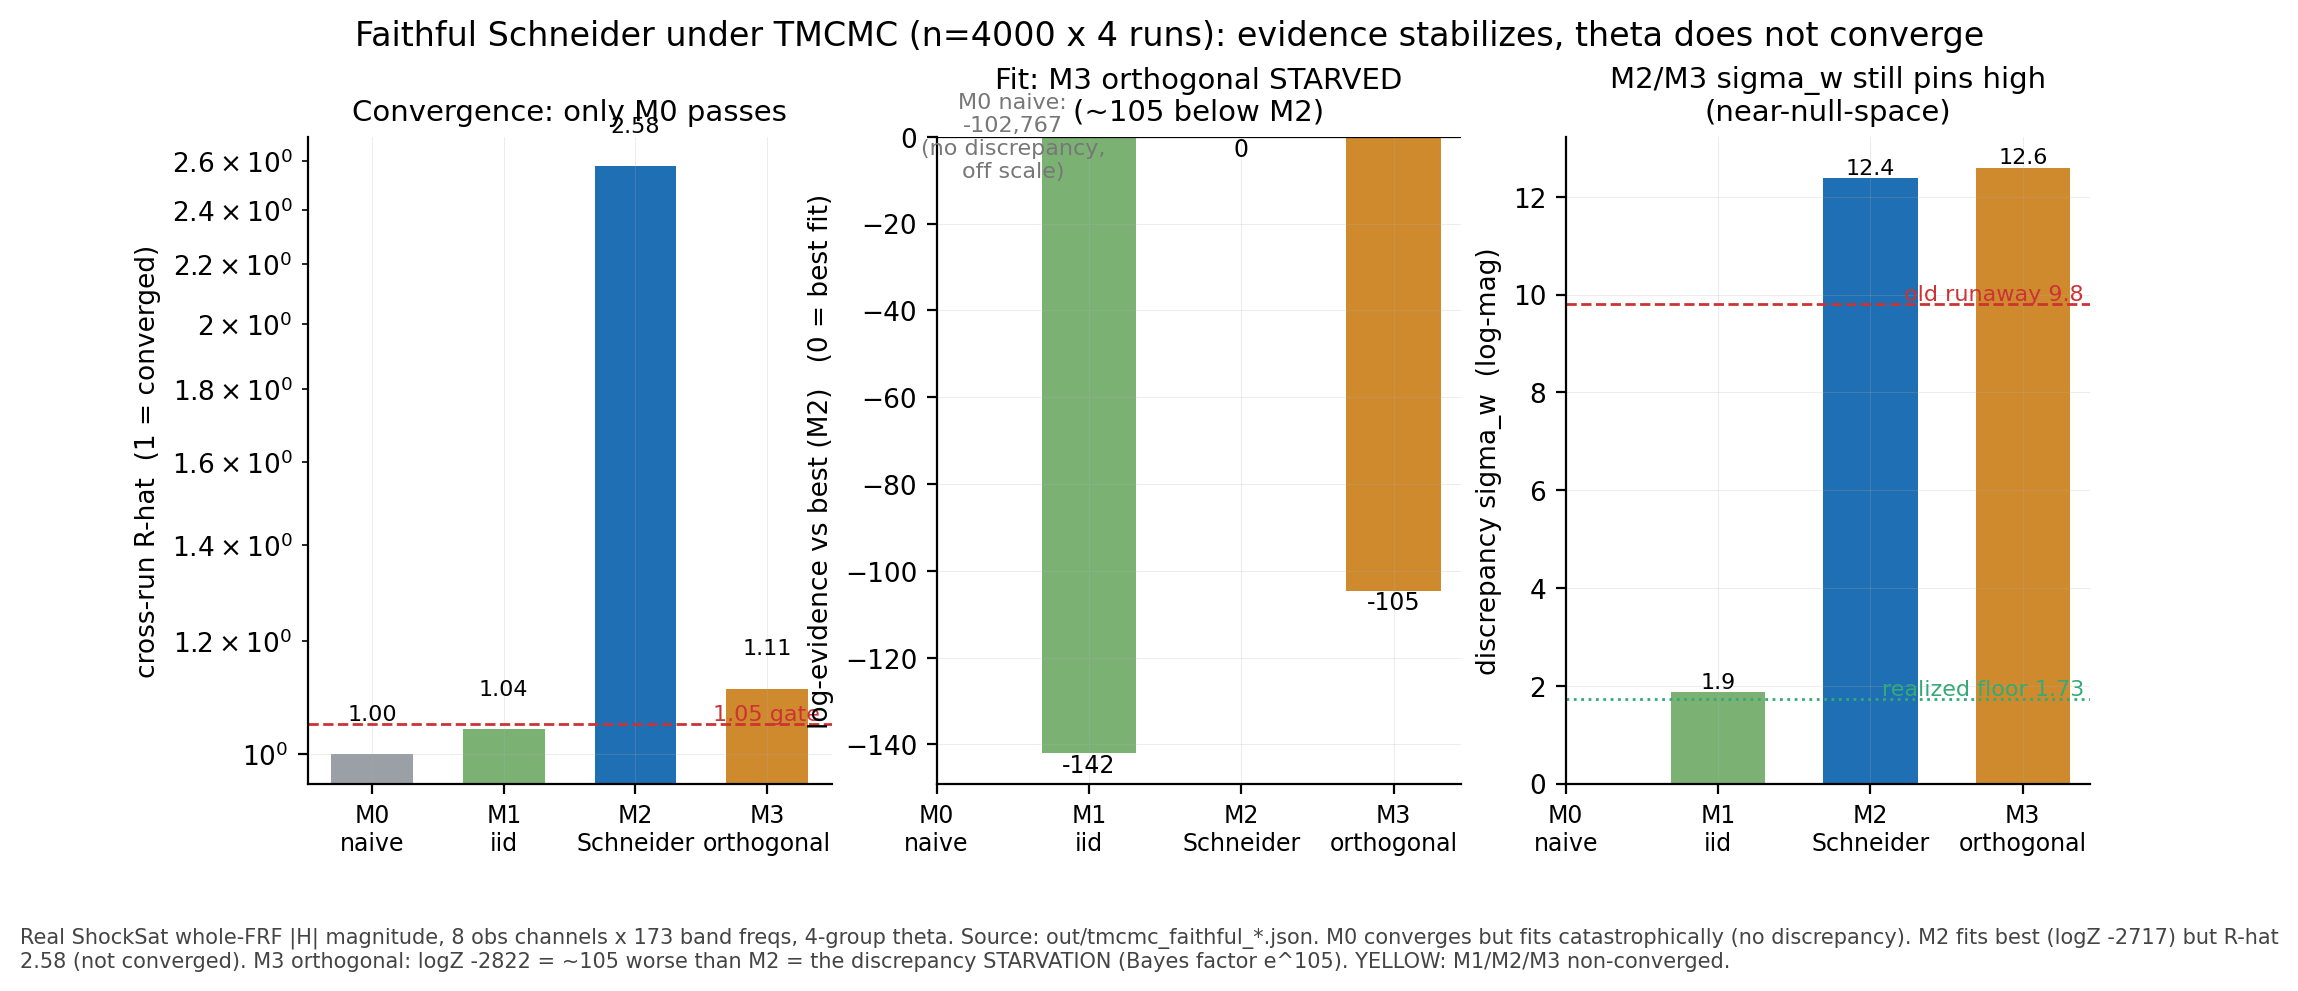 Faithful Schneider under TMCMC (n=4000 x 4 runs): evidence stabilizes, theta does not converge
Convergence: only M0 passes
2.58
2.6 × 10⁰
2.4 × 10⁰
2.2 × 10⁰
2 × 10⁰
1.8 × 10⁰
1.6 × 10⁰
1.4 × 10⁰
1.2 × 10⁰
10⁰
cross-run R-hat (1 = converged)
1.00
1.04
1.11
1.05 gate
M0
naive
M1
iid
M2
Schneider
M3
orthogonal
Fit: M3 orthogonal STARVED
(~105 below M2)
M0 naive:
-102,767
(no discrepancy,
off scale)
0
−20
−40
−60
−80
−100
−120
−140
log-evidence vs best (M2) (0 = best fit)
0
-142
-105
M0
naive
M1
iid
M2
Schneider
M3
orthogonal
M2/M3 sigma_w still pins high
(near-null-space)
12
10
8
6
4
2
0
discrepancy sigma_w (log-mag)
1.9
12.4
12.6
old runaway 9.8
realized floor 1.73
M0
naive
M1
iid
M2
Schneider
M3
orthogonal
Real ShockSat whole-FRF |H| magnitude, 8 obs channels x 173 band freqs, 4-group theta. Source: out/tmcmc_faithful_*.json. M0 converges but fits catastrophically (no discrepancy). M2 fits best (logZ -2717) but R-hat
2.58 (not converged). M3 orthogonal: logZ -2822 = ~105 worse than M2 = the discrepancy STARVATION (Bayes factor e^105). YELLOW: M1/M2/M3 non-converged.